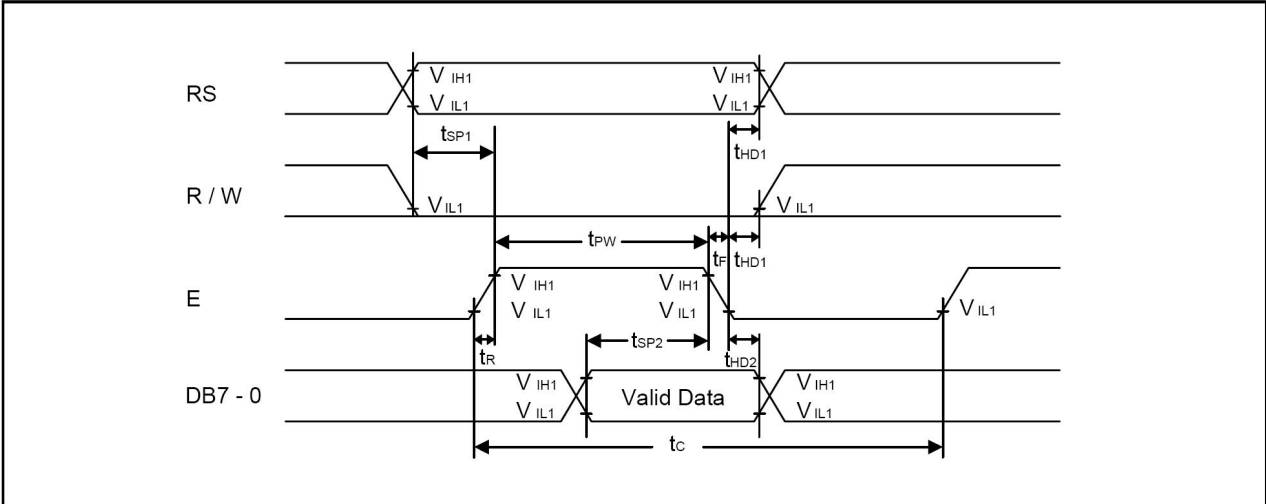 V IH1 V IH1
RS
V IL1 V IL1
tSP1
tHD1
R / W
V IL1 V IL1
tPW tF tHD1
V IH1 V IH1
E
V IL1 V IL1 V IL1
tSP2
tR tHD2
V IH1 V IH1
DB7 - 0 Valid Data
V IL1 V IL1
tC